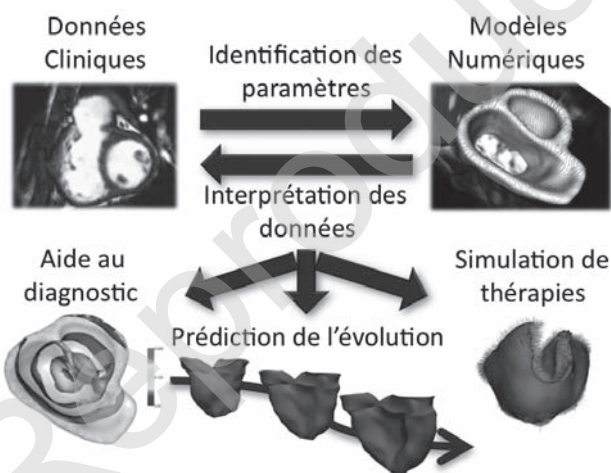 Données
Cliniques
Identification des
paramètres
Modèles
Numériques
Interprétation des
données
Aide au
diagnostic
Simulation de
thérapies
Prédiction de l'évolution